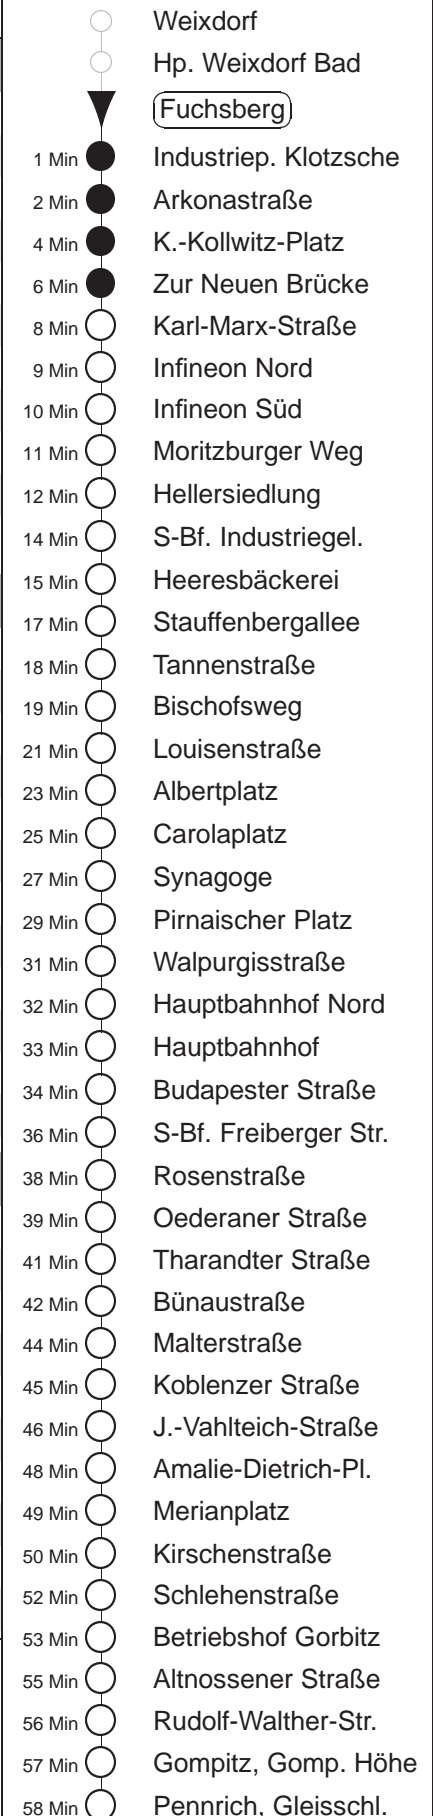 Weixdorf
Hp. Weixdorf Bad
Fuchsberg
1 Min Industriep. Klotzsche
2 Min Arkonastraße
4 Min K.-Kollwitz-Platz
6 Min Zur Neuen Brücke
8 Min Karl-Marx-Straße
9 Min Infineon Nord
10 Min Infineon Süd
11 Min Moritzburger Weg
12 Min Hellersiedlung
14 Min S-Bf. Industriegel.
15 Min Heeresbäckerei
17 Min Stauffenbergallee
18 Min Tannenstraße
19 Min Bischofsweg
21 Min Louisenstraße
23 Min Albertplatz
25 Min Carolaplatz
27 Min Synagoge
29 Min Pirnaischer Platz
31 Min Walpurgisstraße
32 Min Hauptbahnhof Nord
33 Min Hauptbahnhof
34 Min Budapester Straße
36 Min S-Bf. Freiberger Str.
38 Min Rosenstraße
39 Min Oederaner Straße
41 Min Tharandter Straße
42 Min Bünaustraße
44 Min Malterstraße
45 Min Koblenzer Straße
46 Min J.-Vahlteich-Straße
48 Min Amalie-Dietrich-Pl.
49 Min Merianplatz
50 Min Kirschenstraße
52 Min Schlehenstraße
53 Min Betriebshof Gorbitz
55 Min Altnossener Straße
56 Min Rudolf-Walther-Str.
57 Min Gompitz, Gomp. Höhe
58 Min Pennrich, Gleisschl.